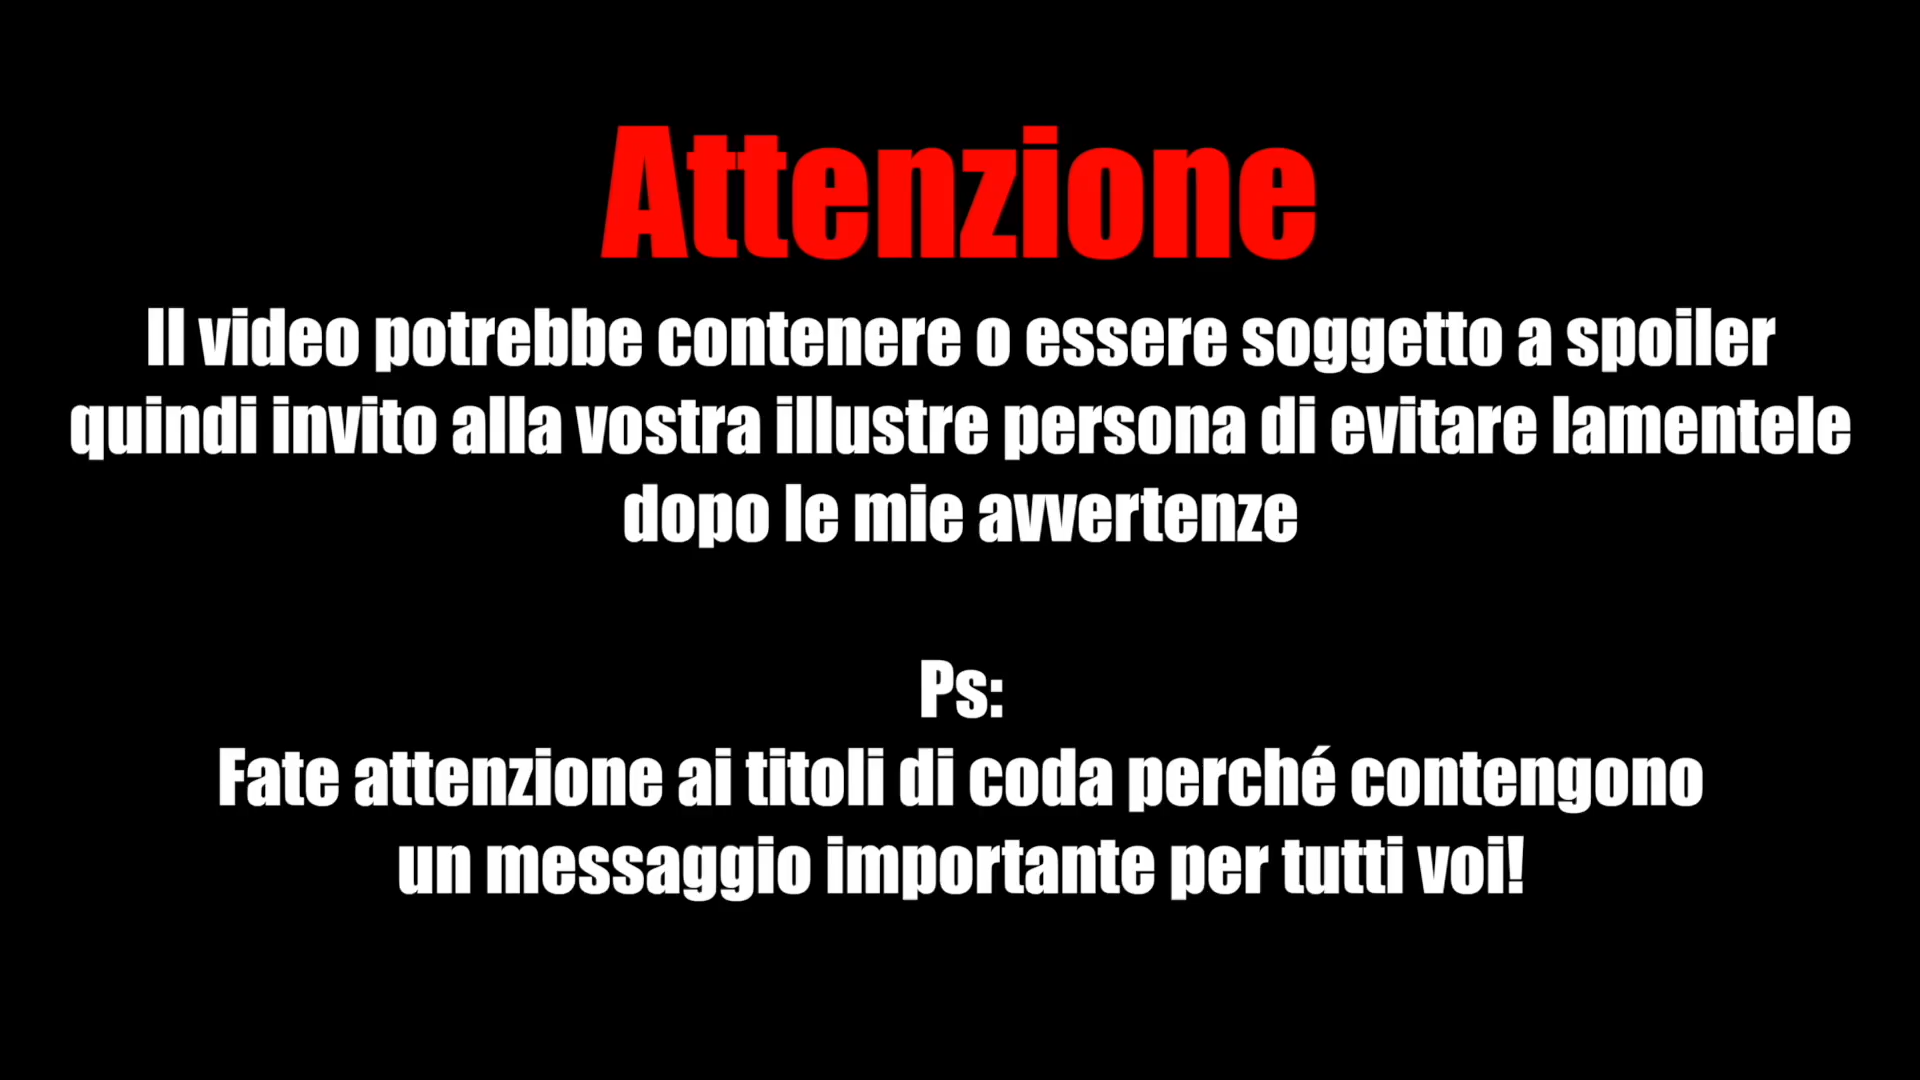 Attenzione
Il video potrebbe contenere o essere soggetto a spoiler
quindi invito alla vostra illustre persona di evitare lamentele
dopo le mie avvertenze
Ps:
Fate attenzione ai titoli di coda perché contengono
un messaggio importante per tutti voi!